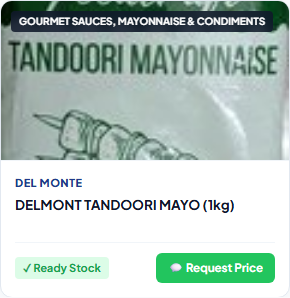 GOURMET SAUCES, MAYONNAISE & CONDIMENTS
TANDOORI MAYONNAISE
DEL MONTE
DELMONT TANDOORI MAYO (1kg)
✓ Ready Stock
Request Price